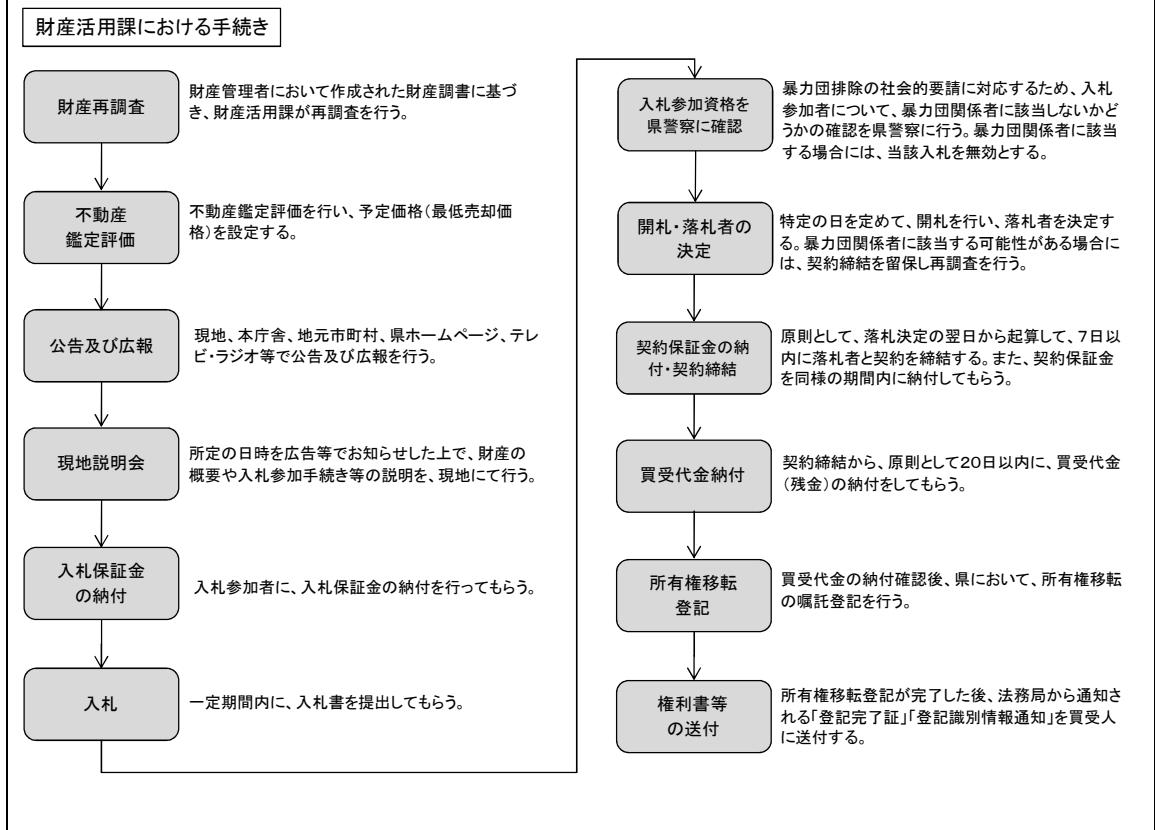 財産活用課における手続き
財産再調査
財産管理者において作成された財産調書に基づ
き、財産活用課が再調査を行う。
不動産
鑑定評価
不動産鑑定評価を行い、予定価格（最低売却価
格）を設定する。
公告及び広報
現地、本庁舎、地元市町村、県ホームページ、テレ
ビ・ラジオ等で公告及び広報を行う。
現地説明会
所定の日時を広告等でお知らせした上で、財産の
概要や入札参加手続き等の説明を、現地にて行う。
入札保証金
の納付
入札参加者に、入札保証金の納付を行ってもらう。
入札
一定期間内に、入札書を提出してもらう。
入札参加資格を
県警察に確認
暴力団排除の社会的要請に対応するため、入札
参加者について、暴力団関係者に該当しないかど
うかの確認を県警察に行う。暴力団関係者に該当
する場合には、当該入札を無効とする。
開札・落札者の
決定
特定の日を定めて、開札を行い、落札者を決定す
る。暴力団関係者に該当する可能性がある場合に
は、契約締結を留保し再調査を行う。
契約保証金の納
付・契約締結
原則として、落札決定の翌日から起算して、７日以
内に落札者と契約を締結する。また、契約保証金
を同様の期間内に納付してもらう。
買受代金納付
契約締結から、原則として２０日以内に、買受代金
（残金）の納付をしてもらう。
所有権移転
登記
買受代金の納付確認後、県において、所有権移転
の嘱託登記を行う。
権利書等
の送付
所有権移転登記が完了した後、法務局から通知さ
れる「登記完了証」「登記識別情報通知」を買受人
に送付する。